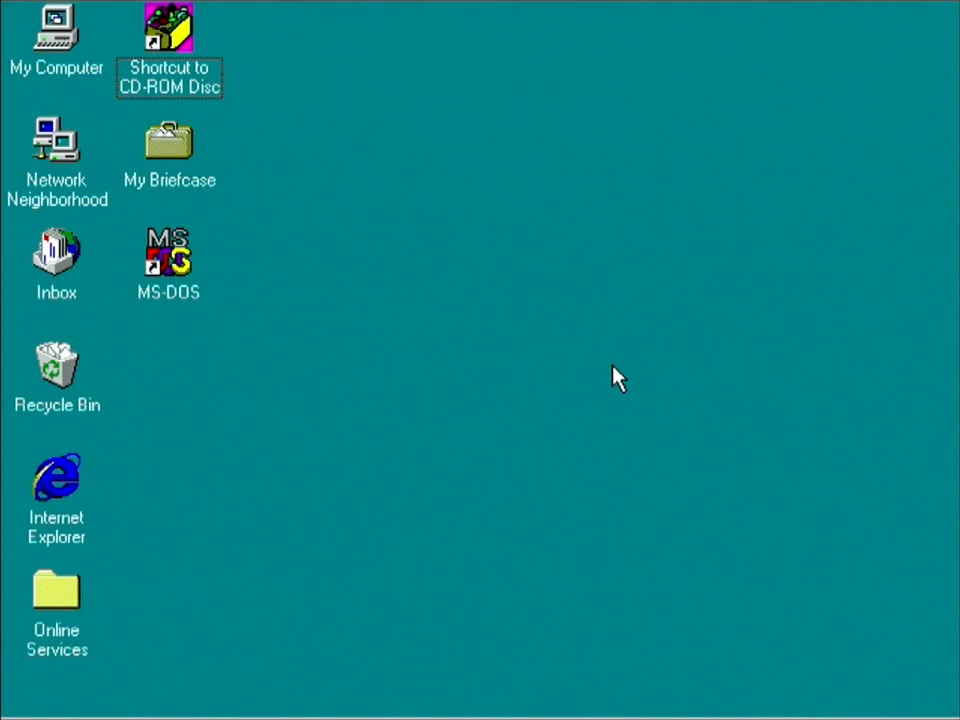 My Computer
Shortcut to
CD-ROM Disc
Network
Neighborhood
My Briefcase
Inbox
MS
MS-DOS
Recycle Bin
Internet
Explorer
Online
Services